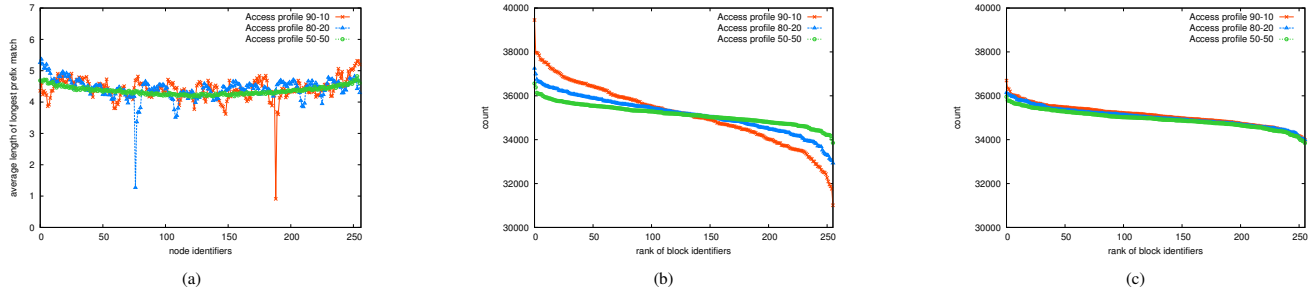 7
6
5
4
3
2
1
0
average length of longest prefix match
Access profile 90-10
Access profile 80-20
Access profile 50-50
0 50 100 150 200 250
node identifiers
(a)
40000
38000
36000
34000
32000
30000
count
Access profile 90-10
Access profile 80-20
Access profile 50-50
0 50 100 150 200 250
rank of block identifiers
(b)
40000
38000
36000
34000
32000
30000
count
Access profile 90-10
Access profile 80-20
Access profile 50-50
0 50 100 150 200 250
rank of block identifiers
(c)